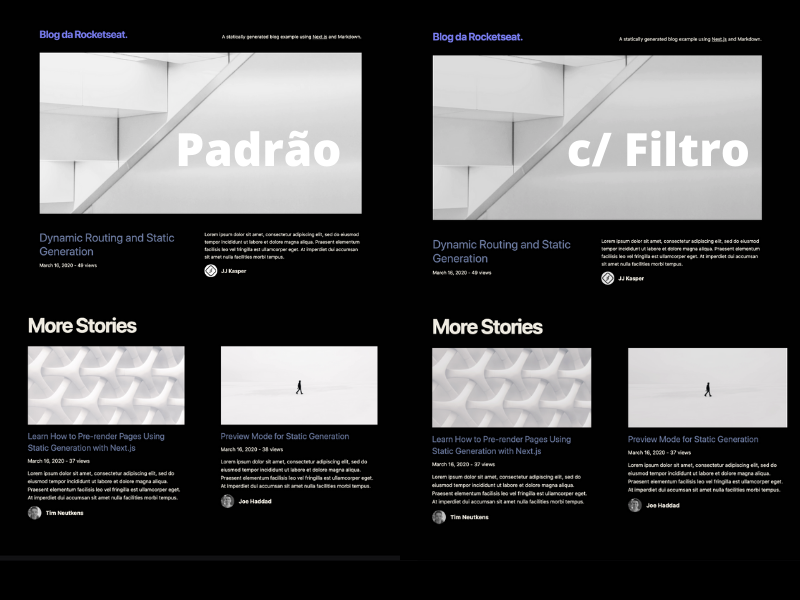 Blog da Rocketseat.
A statically generated blog example using Next.js and Markdown.
Padrão
Dynamic Routing and Static
Generation
March 16, 2020 - 49 views
Lorem ipsum dolor sit amet, consectetur adipiscing elit, sed do eiusmod
tempor incididunt ut labore et dolore magna aliqua. Praesent elementum
facilisis leo vel fringilla est ullamcorper eget. At imperdiet dui accumsan
sit amet nulla facilities morbi tempus.
JJ Kasper
More Stories
Learn How to Pre-render Pages Using
Static Generation with Next.js
March 16, 2020 - 37 views
Lorem ipsum dolor sit amet, consectetur adipiscing elit, sed do
eiusmod tempor incididunt ut labore et dolore magna aliqua.
Praesent elementum facilisis leo vel fringilla est ullamcorper eget.
At imperdiet dui accumsan sit amet nulla facilities morbi tempus.
Tim Neutkens
Preview Mode for Static Generation
March 16, 2020 - 38 views
Lorem ipsum dolor sit amet, consectetur adipiscing elit, sed do
eiusmod tempor incididunt ut labore et dolore magna aliqua.
Praesent elementum facilisis leo vel fringilla est ullamcorper eget.
At imperdiet dui accumsan sit amet nulla facilities morbi tempus.
Joe Haddad
Blog da Rocketseat.
A statically generated blog example using Next.js and Markdown.
c/ Filtro
Dynamic Routing and Static
Generation
March 16, 2020 - 49 views
Lorem ipsum dolor sit amet, consectetur adipiscing elit, sed do eiusmod
tempor incididunt ut labore et dolore magna aliqua. Praesent elementum
facilisis leo vel fringilla est ullamcorper eget. At imperdiet dui accumsan
sit amet nulla facilities morbi tempus.
JJ Kasper
More Stories
Learn How to Pre-render Pages Using
Static Generation with Next.js
March 16, 2020 - 37 views
Lorem ipsum dolor sit amet, consectetur adipiscing elit, sed do
eiusmod tempor incididunt ut labore et dolore magna aliqua.
Praesent elementum facilisis leo vel fringilla est ullamcorper eget.
At imperdiet dui accumsan sit amet nulla facilities morbi tempus.
Tim Neutkens
Preview Mode for Static Generation
March 16, 2020 - 37 views
Lorem ipsum dolor sit amet, consectetur adipiscing elit, sed do
eiusmod tempor incididunt ut labore et dolore magna aliqua.
Praesent elementum facilisis leo vel fringilla est ullamcorper eget.
At imperdiet dui accumsan sit amet nulla facilities morbi tempus.
Joe Haddad